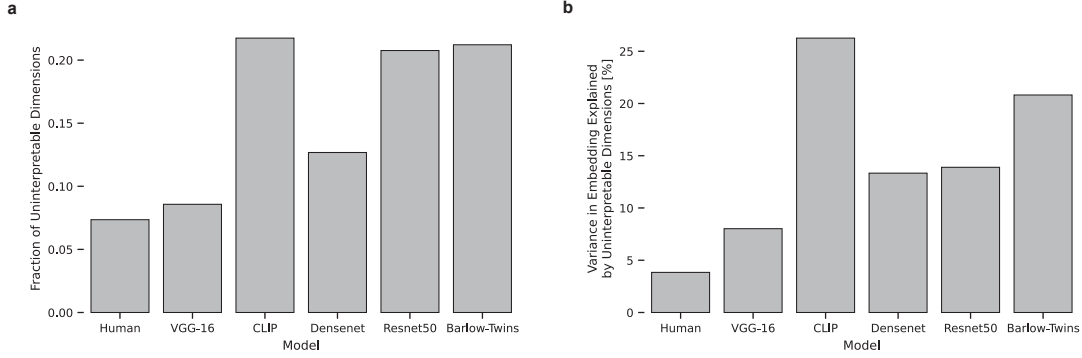 a
Fraction of Uninterpretable Dimensions
0.20
0.15
0.10
0.05
0.00
Human VGG-16 CLIP Densenet Resnet50 Barlow-Twins
Model
b
Variance in Embedding Explained
by Uninterpretable Dimensions [%]
25
20
15
10
5
0
Human VGG-16 CLIP Densenet Resnet50 Barlow-Twins
Model